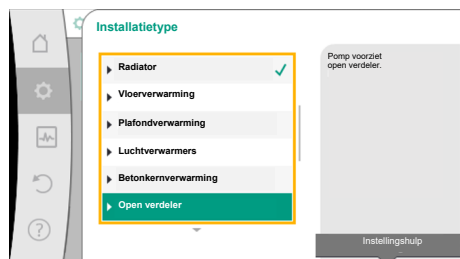 Installatietype
Radiator
Vloerverwarming
Plafondverwarming
Luchtverwarmers
Betonkernverwarming
Open verdeler
Pomp voorziet
open verdeler.
Instellingshulp
...